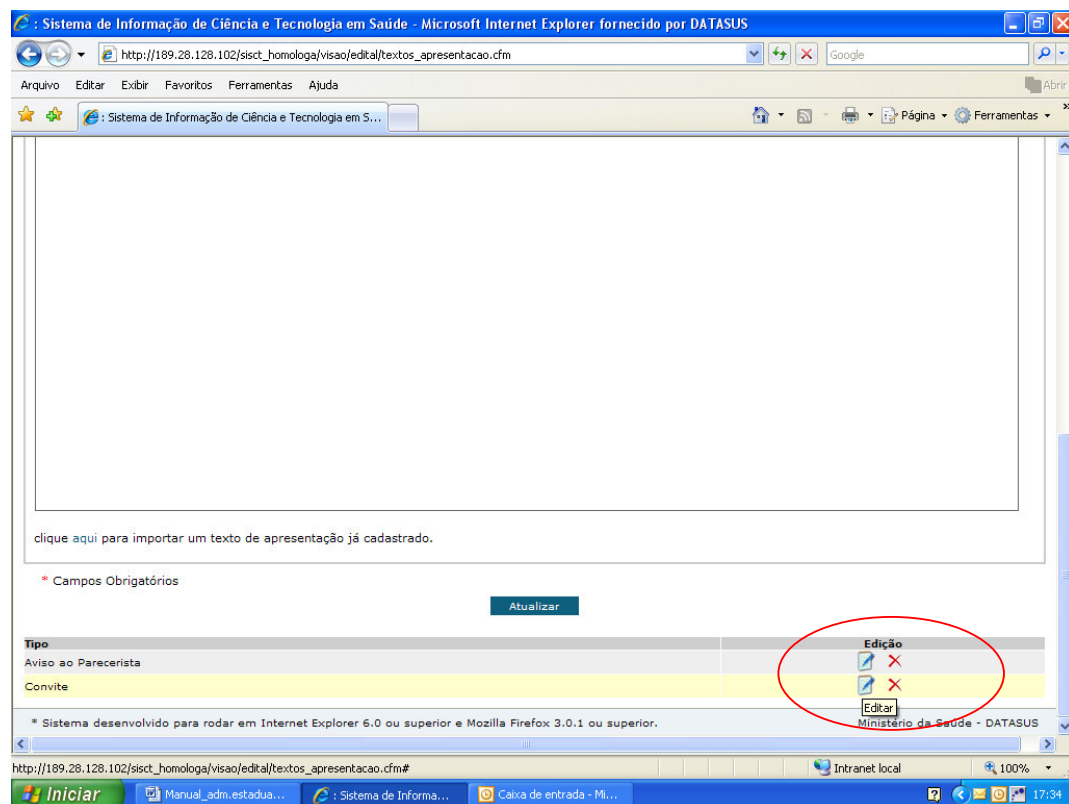 : Sistema de Informação de Ciência e Tecnologia em Saúde - Microsoft Internet Explorer fornecido por DATASUS
http://189.28.128.102/sisct_homologa/visao/edital/textos_apresentacao.cfm
Google
Arquivo Editar Exibir Favoritos Ferramentas Ajuda
Abrir
: Sistema de Informação de Ciência e Tecnologia em S...
Página
Ferramentas
clique aqui para importar um texto de apresentação já cadastrado.
* Campos Obrigatórios
Atualizar
Tipo Edição
Aviso ao Parecerista
Convite
Editar
* Sistema desenvolvido para rodar em Internet Explorer 6.0 ou superior e Mozilla Firefox 3.0.1 ou superior. Ministério da Saúde - DATASUS
http://189.28.128.102/sisct_homologa/visao/edital/textos_apresentacao.cfm# Intranet local 100%
Iniciar Manual_adm.estadua... : Sistema de Informa... Caixa de entrada - Mi... 17:34